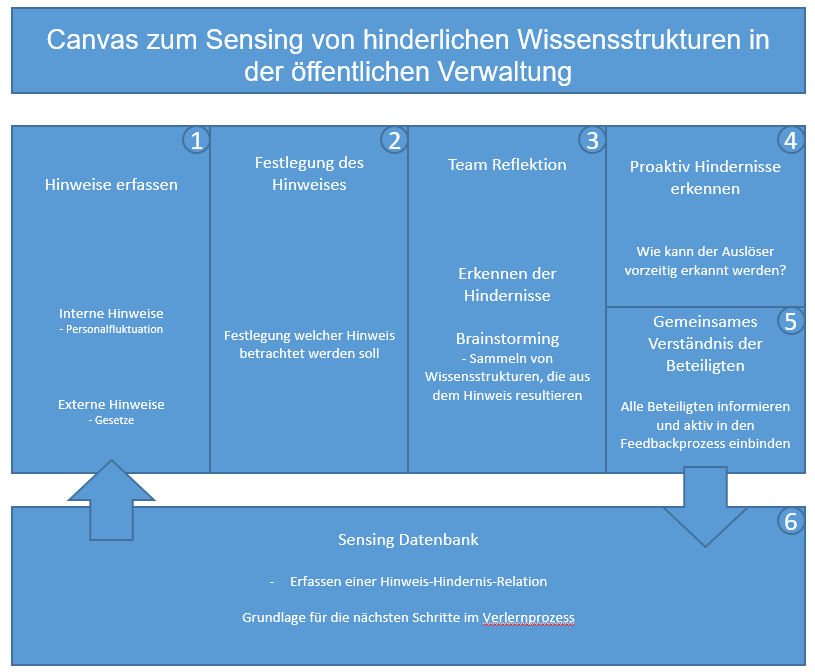 Canvas zum Sensing von hinderlichen Wissensstrukturen in
der öffentlichen Verwaltung
1
Hinweise erfassen
Interne Hinweise
- Personalfluktuation
Externe Hinweise
- Gesetze
2
Festlegung des
Hinweises
Festlegung welcher Hinweis
betrachtet werden soll
3
Team Reflektion
Erkennen der
Hindernisse
Brainstorming
- Sammeln von
Wissensstrukturen, die aus
dem Hinweis resultieren
4
Proaktiv Hindernisse
erkennen
Wie kann der Auslöser
vorzeitig erkannt werden?
5
Gemeinsames
Verständnis der
Beteiligten
Alle Beteiligten informieren
und aktiv in den
Feedbackprozess einbinden
6
Sensing Datenbank
- Erfassen einer Hinweis-Hindernis-Relation
Grundlage für die nächsten Schritte im Verlernprozess